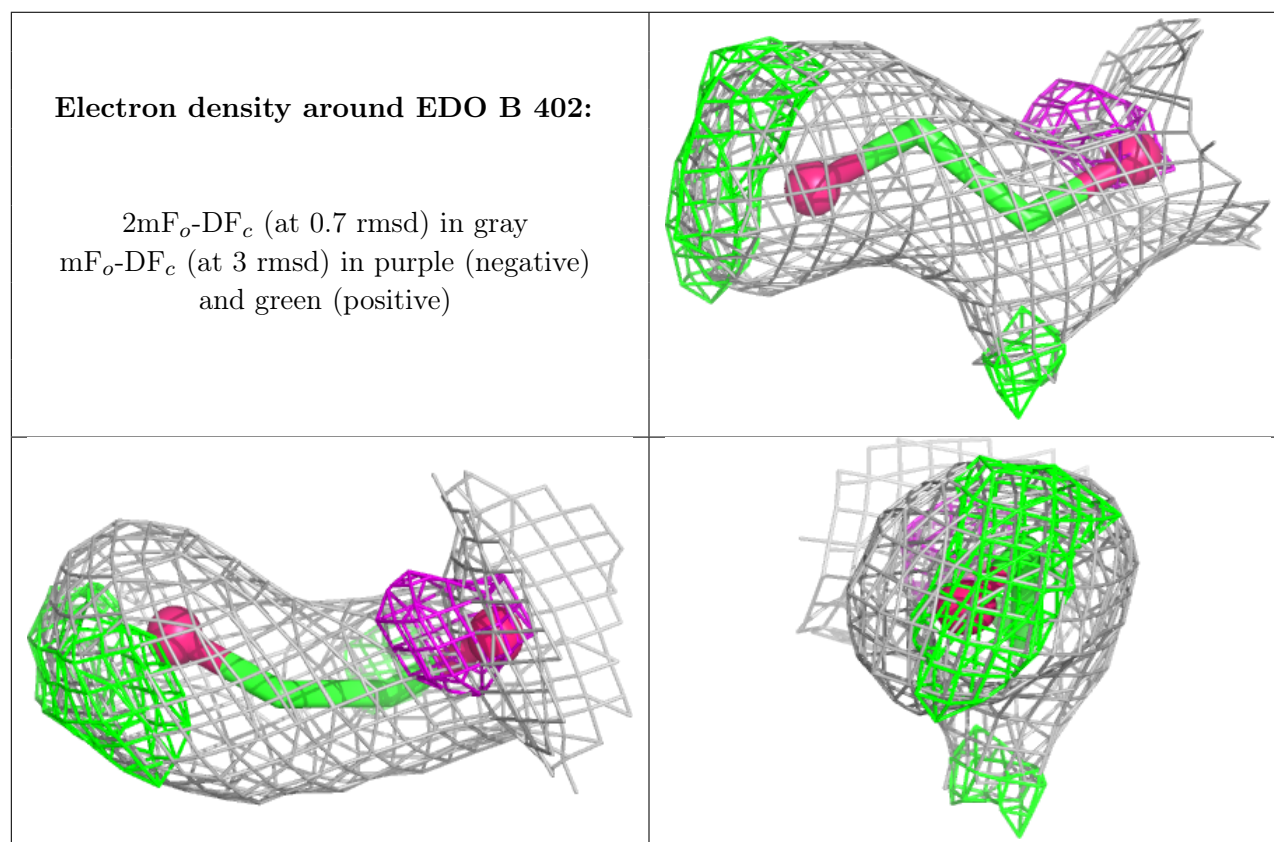 Electron density around EDO B 402:
2mFo-DFc (at 0.7 rmsd) in gray
mFo-DFc (at 3 rmsd) in purple (negative)
and green (positive)